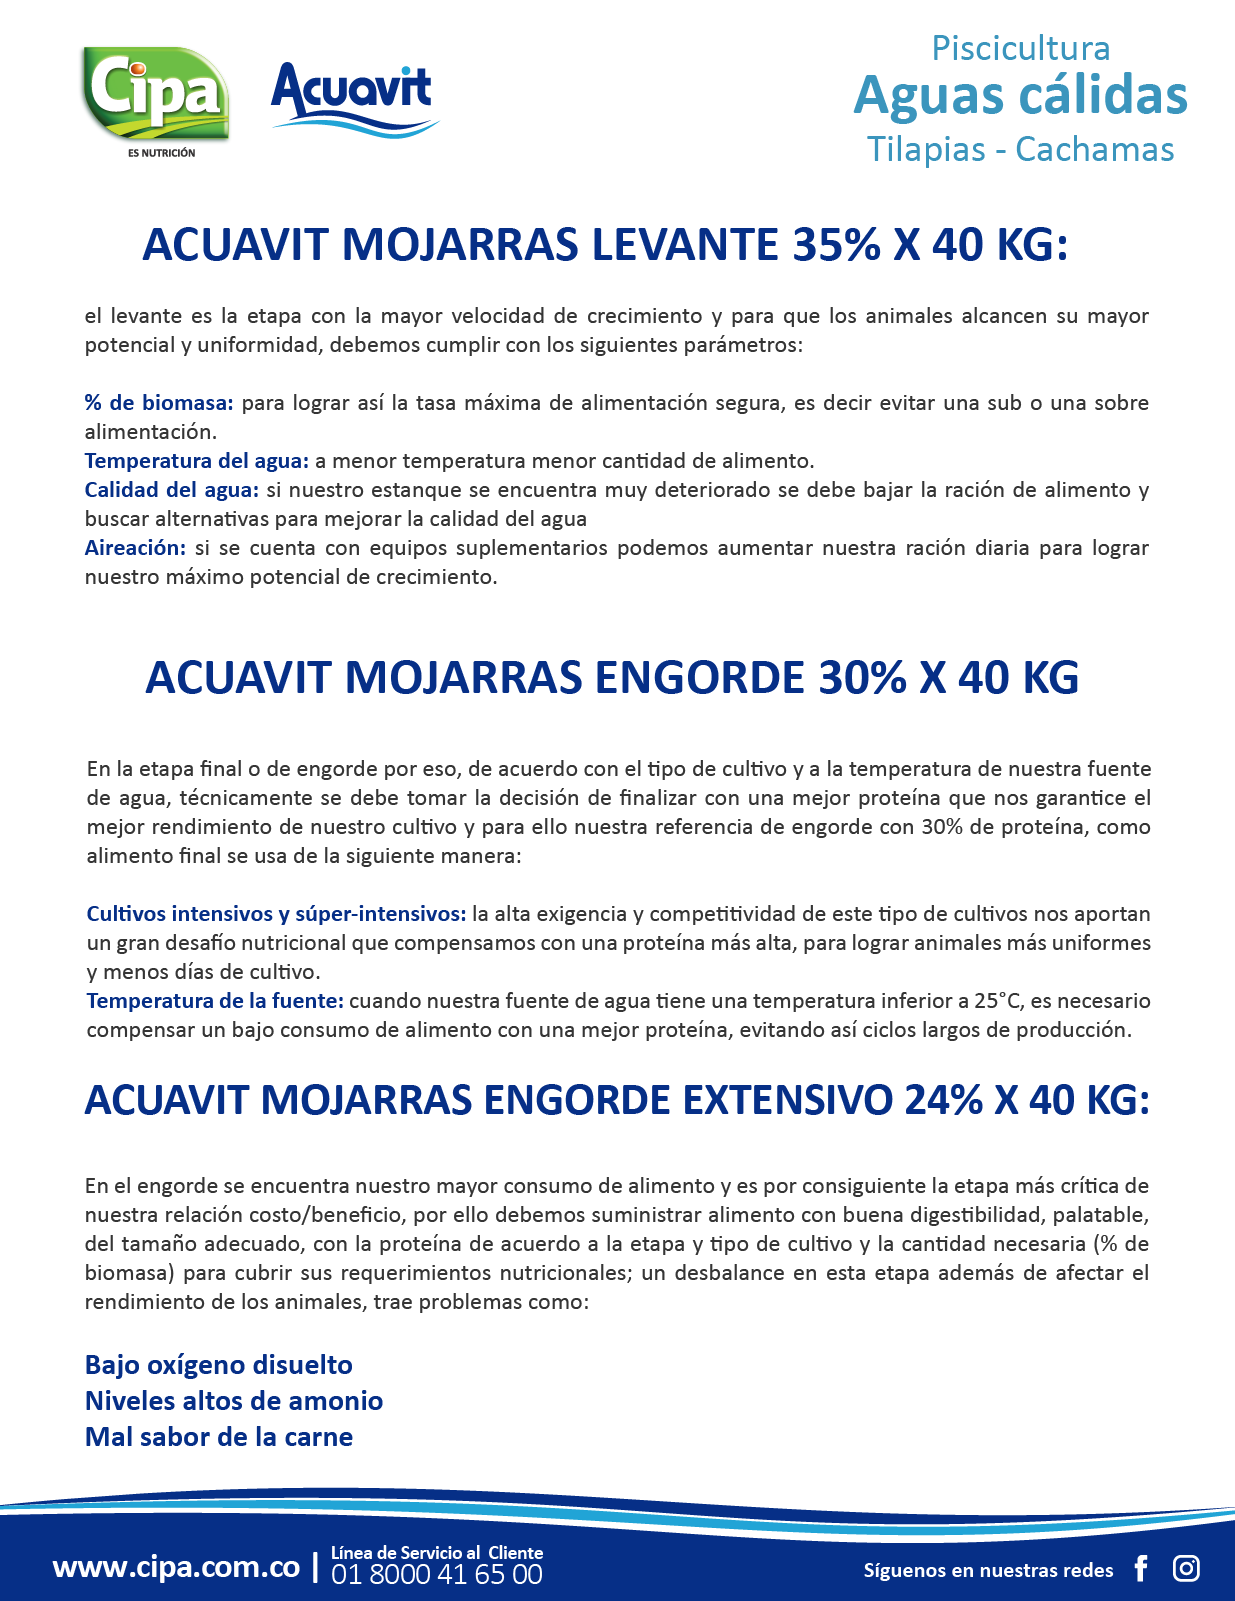 Cipa
ES NUTRICIÓN
Acuavit
Piscicultura
Aguas cálidas
Tilapias - Cachamas
ACUAVIT MOJARRAS LEVANTE 35% X 40 KG:
el levante es la etapa con la mayor velocidad de crecimiento y para que los animales alcancen su mayor
potencial y uniformidad, debemos cumplir con los siguientes parámetros:
% de biomasa: para lograr así la tasa máxima de alimentación segura, es decir evitar una sub o una sobre
alimentación.
Temperatura del agua: a menor temperatura menor cantidad de alimento.
Calidad del agua: si nuestro estanque se encuentra muy deteriorado se debe bajar la ración de alimento y
buscar alternativas para mejorar la calidad del agua
Aireación: si se cuenta con equipos suplementarios podemos aumentar nuestra ración diaria para lograr
nuestro máximo potencial de crecimiento.
ACUAVIT MOJARRAS ENGORDE 30% X 40 KG
En la etapa final o de engorde por eso, de acuerdo con el tipo de cultivo y a la temperatura de nuestra fuente
de agua, técnicamente se debe tomar la decisión de finalizar con una mejor proteína que nos garantice el
mejor rendimiento de nuestro cultivo y para ello nuestra referencia de engorde con 30% de proteína, como
alimento final se usa de la siguiente manera:
Cultivos intensivos y súper-intensivos: la alta exigencia y competitividad de este tipo de cultivos nos aportan
un gran desafío nutricional que compensamos con una proteína más alta, para lograr animales más uniformes
y menos días de cultivo.
Temperatura de la fuente: cuando nuestra fuente de agua tiene una temperatura inferior a 25°C, es necesario
compensar un bajo consumo de alimento con una mejor proteína, evitando así ciclos largos de producción.
ACUAVIT MOJARRAS ENGORDE EXTENSIVO 24% X 40 KG:
En el engorde se encuentra nuestro mayor consumo de alimento y es por consiguiente la etapa más crítica de
nuestra relación costo/beneficio, por ello debemos suministrar alimento con buena digestibilidad, palatable,
del tamaño adecuado, con la proteína de acuerdo a la etapa y tipo de cultivo y la cantidad necesaria (% de
biomasa) para cubrir sus requerimientos nutricionales; un desbalance en esta etapa además de afectar el
rendimiento de los animales, trae problemas como:
Bajo oxígeno disuelto
Niveles altos de amonio
Mal sabor de la carne
www.cipa.com.co |
Línea de Servicio al Cliente
01 8000 41 65 00
Síguenos en nuestras redes